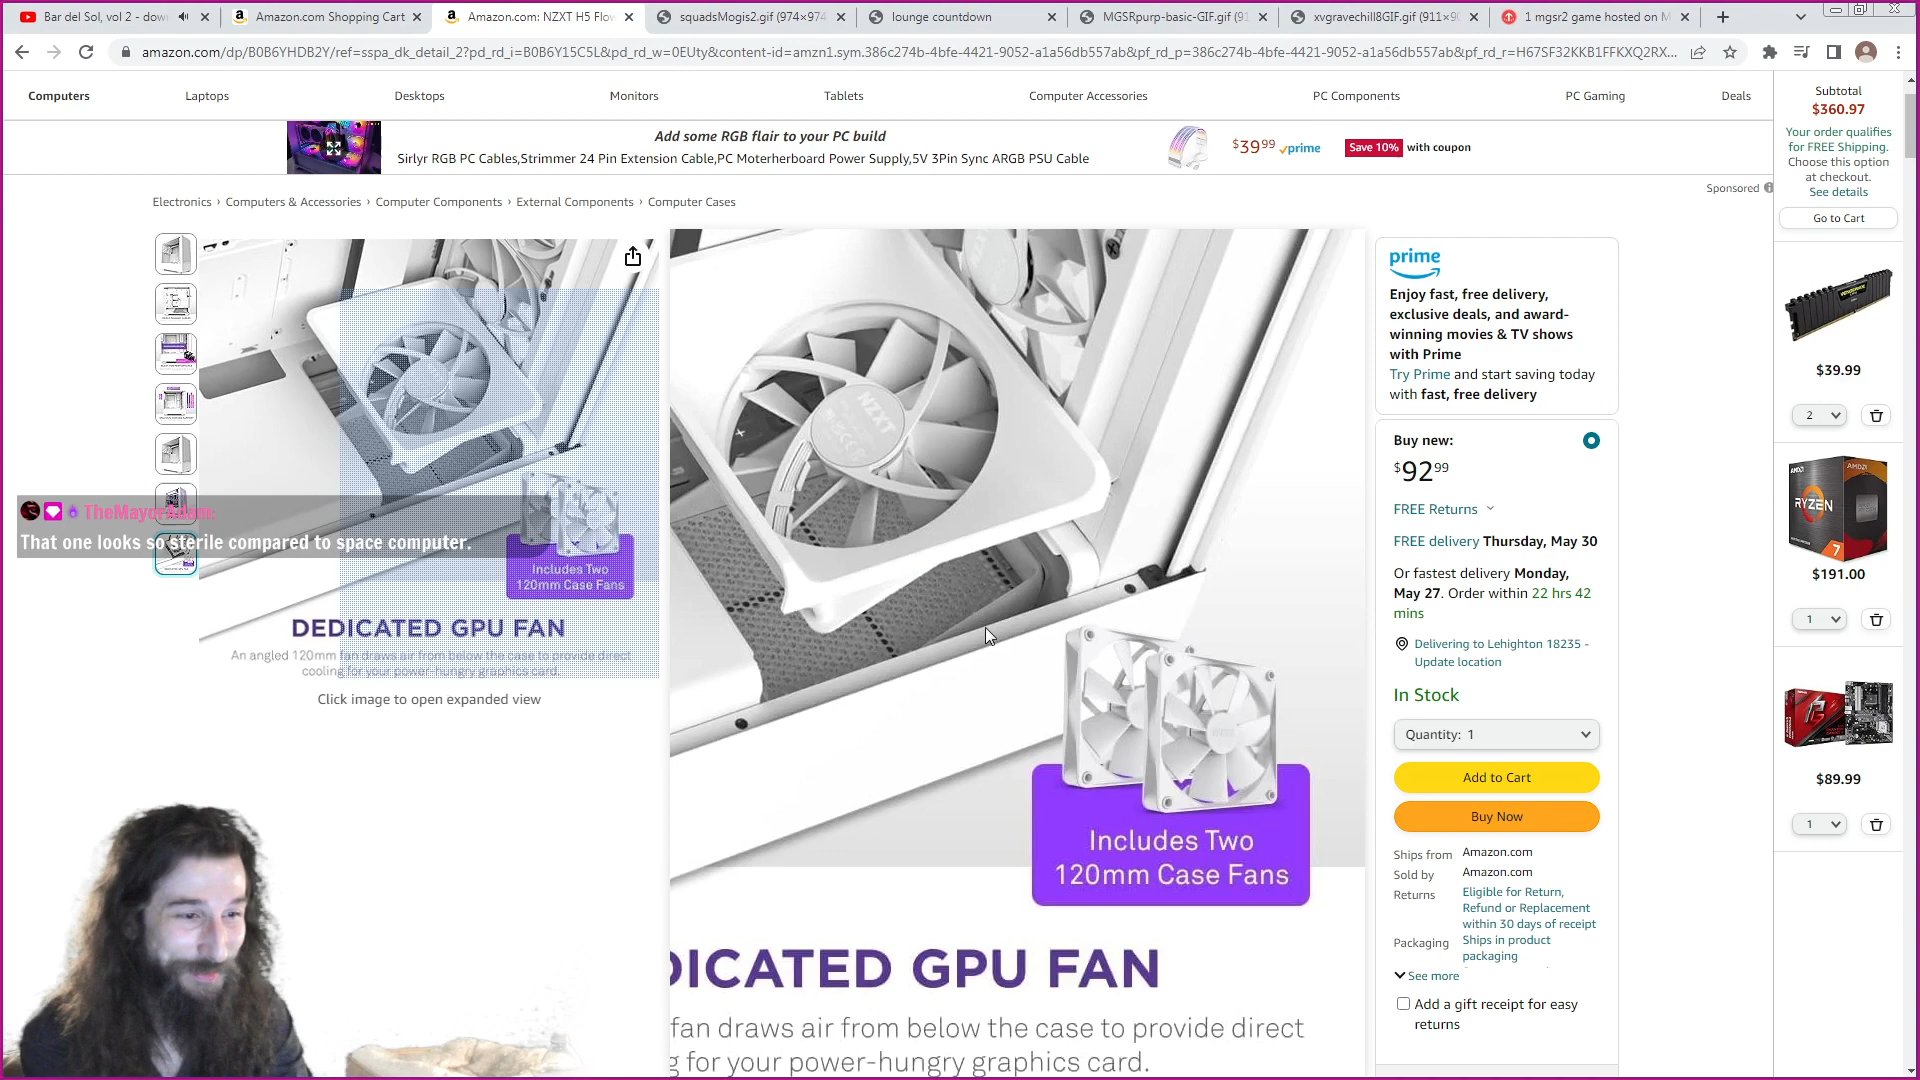 Bar del Sol, vol 2 - dow
Amazon.com Shopping Cart
Amazon.com: NZXT H5 Flow
squadsMogis2.gif (974×974
lounge countdown
MGSRpurp-basic-GIF.gif (91
xvgravechill8GIF.gif (911×90
1 mgsr2 game hosted on M
amazon.com/dp/B0B6YHDB2Y/ref=sspa_dk_detail_2?pd_rd_i=B0B6Y15C5L&pd_rd_w=0EUty&content-id=amzn1.sym.386c274b-4bfe-4421-9052-a1a56db557ab&pf_rd_p=386c274b-4bfe-4421-9052-a1a56db557ab&pf_rd_r=H67SF32KKB1FFKXQ2RX...
Computers
Laptops
Desktops
Monitors
Tablets
Computer Accessories
PC Components
PC Gaming
Deals
Add some RGB flair to your PC build
Sirlyr RGB PC Cables,Strimmer 24 Pin Extension Cable,PC Moterherboard Power Supply,5V 3Pin Sync ARGB PSU Cable
$39 99 prime
Save 10% with coupon
Sponsored
Electronics › Computers & Accessories › Computer Components › External Components › Computer Cases
TheMayorAdam:
That one looks so sterile compared to space computer.
Includes Two
120mm Case Fans
DEDICATED GPU FAN
An angled 120mm fan draws air from below the case to provide direct
cooling for your power-hungry graphics card.
Click image to open expanded view
NZXT
Includes Two
120mm Case Fans
DICATED GPU FAN
fan draws air from below the case to provide direct
g for your power-hungry graphics card.
prime
Enjoy fast, free delivery,
exclusive deals, and award-
winning movies & TV shows
with Prime
Try Prime and start saving today
with fast, free delivery
Buy new:
$92 99
FREE Returns
FREE delivery Thursday, May 30
Or fastest delivery Monday,
May 27. Order within 22 hrs 42
mins
Delivering to Lehighton 18235 -
Update location
In Stock
Quantity: 1
Add to Cart
Buy Now
Ships from Amazon.com
Sold by Amazon.com
Returns Eligible for Return,
Refund or Replacement
within 30 days of receipt
Packaging Ships in product
packaging
See more
Add a gift receipt for easy
returns
Subtotal
$360.97
Your order qualifies
for FREE Shipping.
Choose this option
at checkout.
See details
Go to Cart
VENGEANCE
$39.99
2
AMD
AMD
RYZEN
7
$191.00
1
$89.99
1